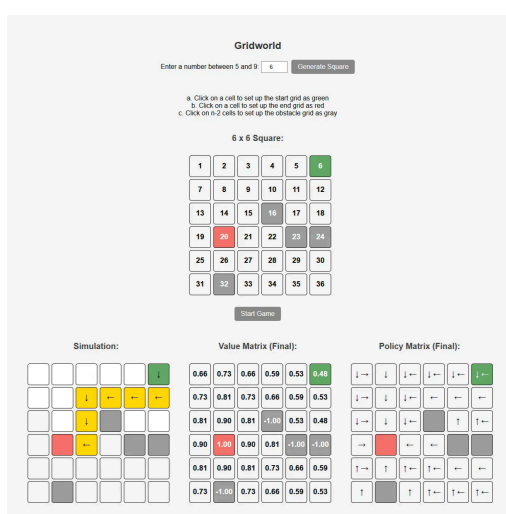 Gridworld
Enter a number between 5 and 9: 6 Generate Square
a. Click on a cell to set up the start grid as green
b. Click on a cell to set up the end grid as red
c. Click on n-2 cells to set up the obstacle grid as gray
6 x 6 Square:
1 2 3 4 5 6
7 8 9 10 11 12
13 14 15 16 17 18
19 20 21 22 23 24
25 26 27 28 29 30
31 32 33 34 35 36
Start Game
Simulation: Value Matrix (Final): Policy Matrix (Final):
↓ 0.66 0.73 0.66 0.59 0.53 0.48 ↓→ ↓ ↓← ↓← ↓← ↓←
↓ ← ← ← 0.73 0.81 0.73 0.66 0.59 0.53 ↓→ ↓ ↓← ← ← ←
↓ 0.81 0.90 0.81 -1.00 0.53 0.48 ↓→ ↓ ↓← ↑ ↑←
← 0.90 1.00 0.90 0.81 -1.00 -1.00 → ← ←
0.81 0.90 0.81 0.73 0.66 0.59 ↑→ ↑ ↑← ↑← ← ←
0.73 -1.00 0.73 0.66 0.59 0.53 ↑ ↑ ↑← ↑← ↑←